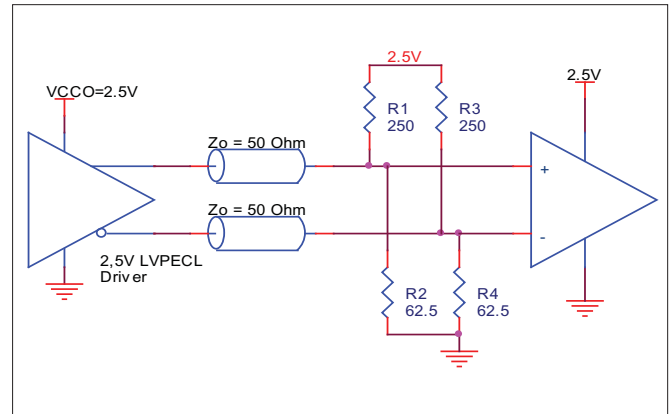 2.5V
VCCO=2.5V
2.5V
R1
250
R3
250
Zo = 50 Ohm
+
Zo = 50 Ohm
-
2,5V LVPECL
Driver
R2
62.5
R4
62.5